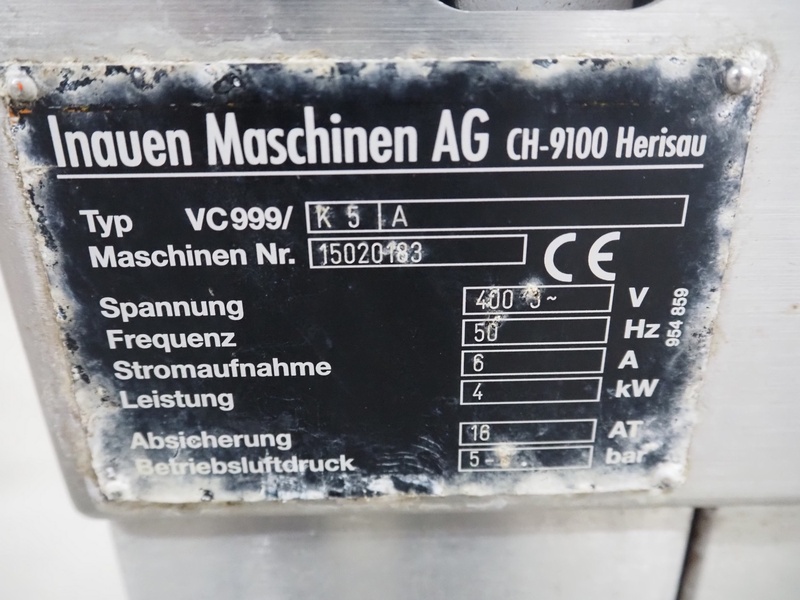 Inauen Maschinen AG CH-9100 Herisau
Typ VC999/ K 5 A
Maschinen Nr. 15020183
CE
Spannung 400 3~ V
Frequenz 50 Hz
Stromaufnahme 6 A
Leistung 4 kW
Absicherung 16 AT
Betriebsluftdruck 5- bar
954 859